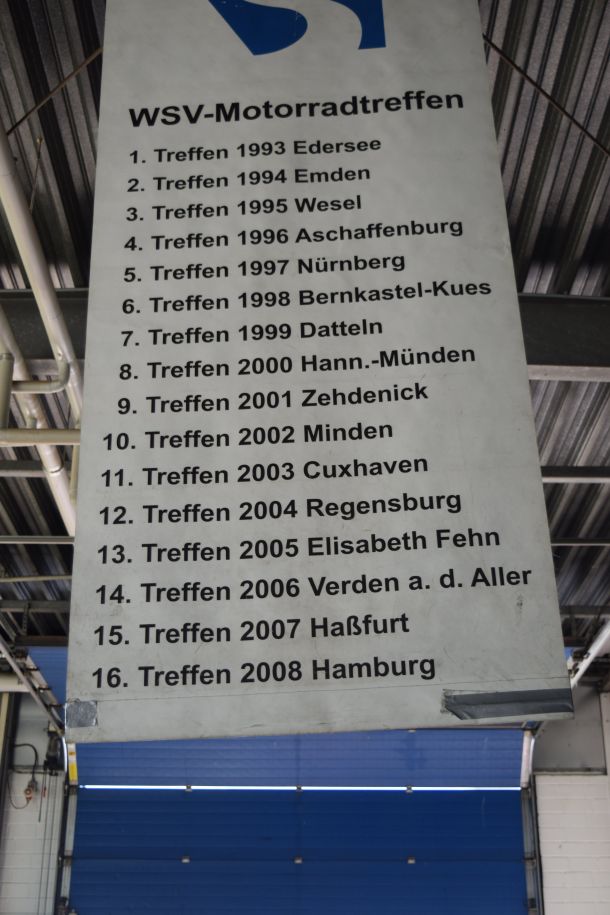 WSV-Motorradtreffen
1. Treffen 1993 Edersee
2. Treffen 1994 Emden
3. Treffen 1995 Wesel
4. Treffen 1996 Aschaffenburg
5. Treffen 1997 Nürnberg
6. Treffen 1998 Bernkastel-Kues
7. Treffen 1999 Datteln
8. Treffen 2000 Hann.-Münden
9. Treffen 2001 Zehdenick
10. Treffen 2002 Minden
11. Treffen 2003 Cuxhaven
12. Treffen 2004 Regensburg
13. Treffen 2005 Elisabeth Fehn
14. Treffen 2006 Verden a. d. Aller
15. Treffen 2007 Haßfurt
16. Treffen 2008 Hamburg